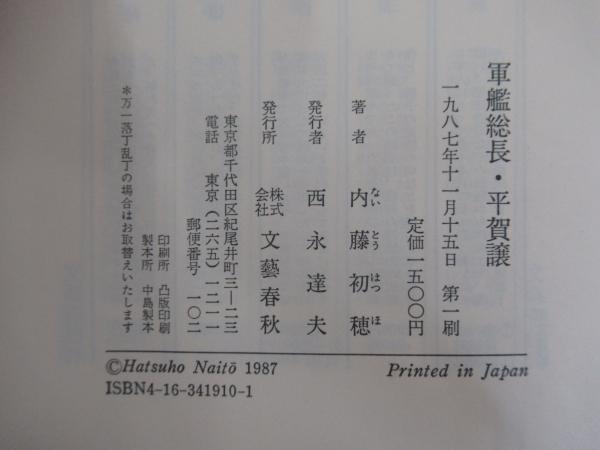 軍艦総長・平賀譲
一九八七年十一月十五日　第一刷
定価一五〇〇円
著者　内藤初穂
ない とう はつ ほ
発行者　西永達夫
発行所　株式会社　文藝春秋
東京都千代田区紀尾井町三―二三
電話　東京(二六五)一二一一
郵便番号　一〇二
印刷所　凸版印刷
製本所　中島製本
＊万一落丁乱丁の場合はお取替えいたします
©Hatsuho Naitō 1987
Printed in Japan
ISBN4-16-341910-1